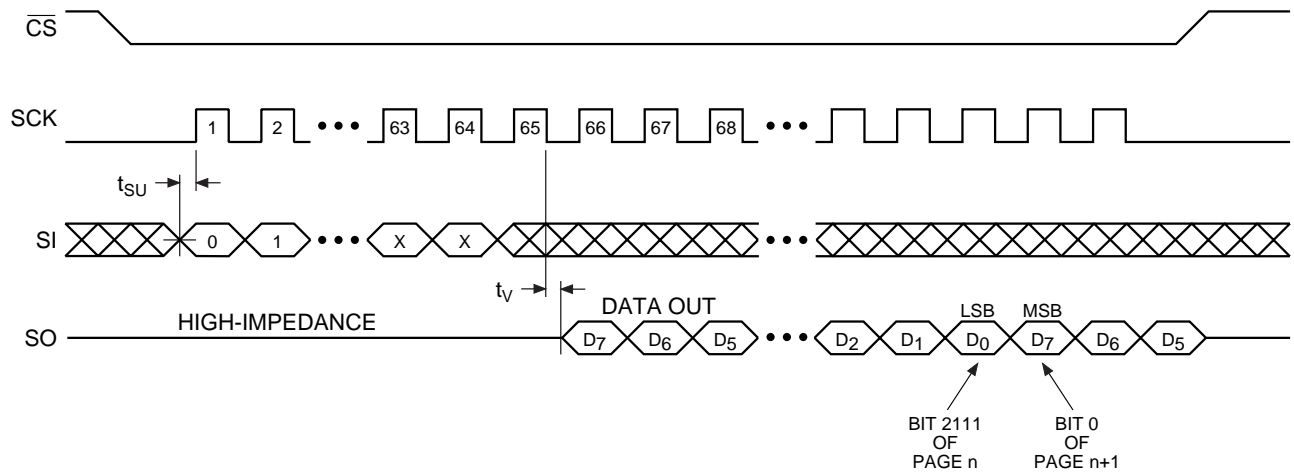 CS
SCK
1 2 ••• 63 64 65 66 67 68 •••
tSU
SI
0 1 ••• X X •••
tV
DATA OUT
LSB MSB
HIGH-IMPEDANCE
SO
D7 D6 D5 ••• D2 D1 D0 D7 D6 D5
BIT 2111
OF
PAGE n
BIT 0
OF
PAGE n+1